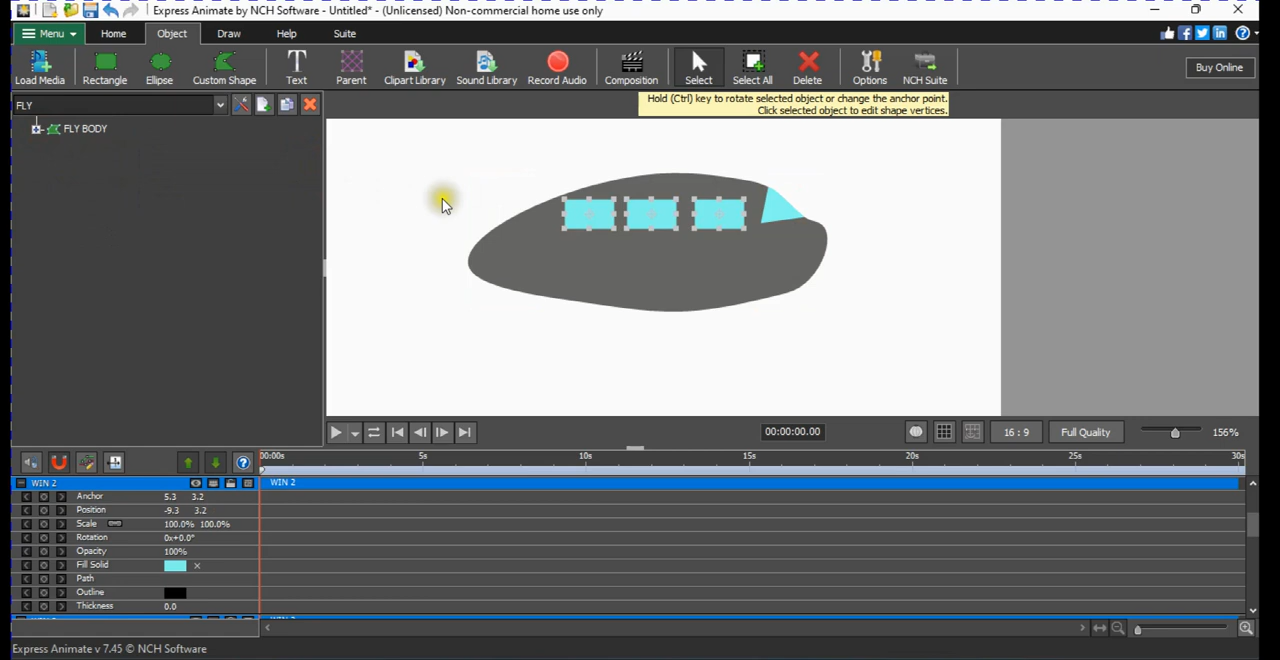 Express Animate by NCH Software - Untitled* - (Unlicensed) Non-commercial home use only
Menu Home Object Draw Help Suite
Load Media Rectangle Ellipse Custom Shape Text Parent Clipart Library Sound Library Record Audio Composition Select Select All Delete Options NCH Suite Buy Online
FLY
Hold (Ctrl) key to rotate selected object or change the anchor point.
Click selected object to edit shape vertices.
FLY BODY
00:00:00.00 16 : 9 Full Quality 156%
00:00s 5s 10s 15s 20s 25s 30s
WIN 2 WIN 2
Anchor 5.3 3.2
Position -9.3 3.2
Scale 100.0% 100.0%
Rotation 0x+0.0°
Opacity 100%
Fill Solid
Path
Outline
Thickness 0.0
Express Animate v 7.45 © NCH Software